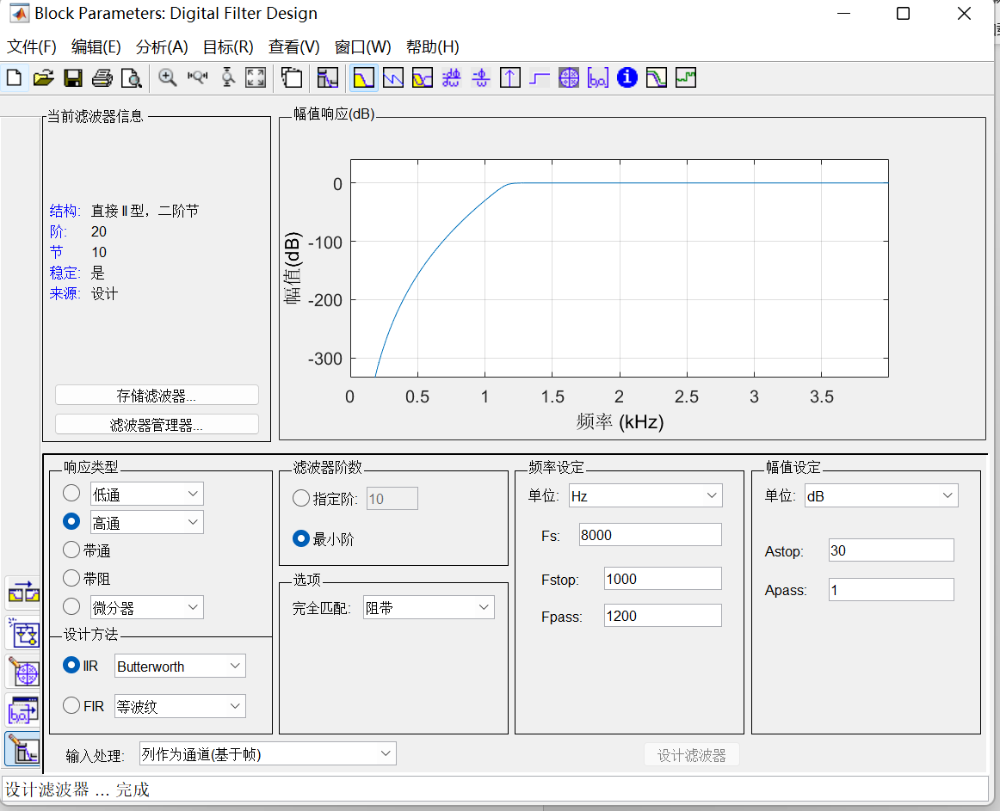 Block Parameters: Digital Filter Design
文件(F) 编辑(E) 分析(A) 目标(R) 查看(V) 窗口(W) 帮助(H)
当前滤波器信息
结构: 直接 II 型，二阶节
阶: 20
节 10
稳定: 是
来源: 设计
存储滤波器...
滤波器管理器...
幅值响应(dB)
0
-100
-200
-300
幅值(dB)
0 0.5 1 1.5 2 2.5 3 3.5
频率 (kHz)
响应类型
低通
高通
带通
带阻
微分器
设计方法
IIR Butterworth
FIR 等波纹
滤波器阶数
指定阶: 10
最小阶
选项
完全匹配: 阻带
频率设定
单位: Hz
Fs: 8000
Fstop: 1000
Fpass: 1200
幅值设定
单位: dB
Astop: 30
Apass: 1
输入处理: 列作为通道(基于帧)
设计滤波器
设计滤波器 ... 完成